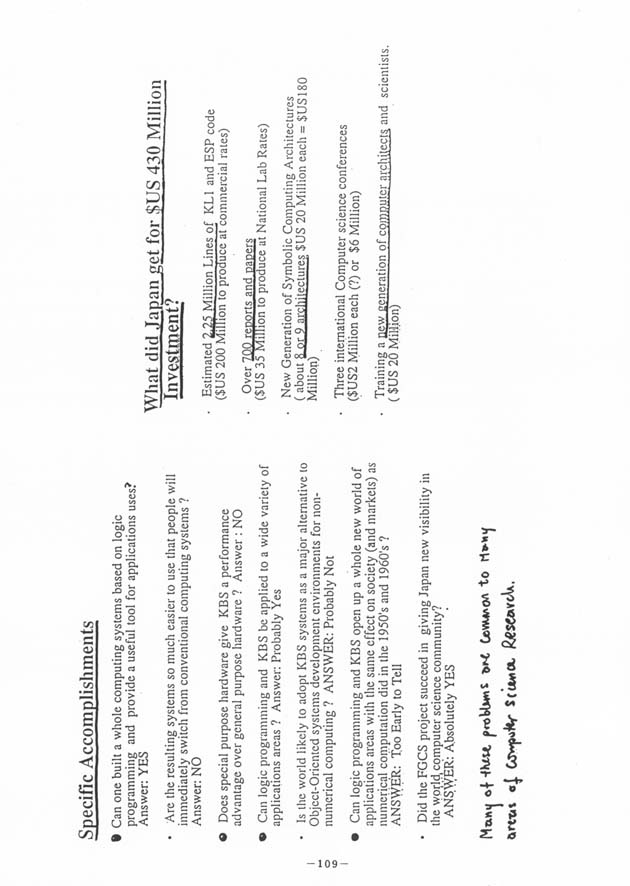 Specific Accomplishments
● Can one built a whole computing systems based on logic
programming and provide a useful tool for applications uses?
Answer: YES
· Are the resulting systems so much easier to use that people will
immediately switch from conventional computing systems ?
Answer: NO
● Does special purpose hardware give KBS a performance
advantage over general purpose hardware ? Answer : NO
● Can logic programming and KBS be applied to a wide variety of
applications areas ? Answer: Probably Yes
· Is the world likely to adopt KBS systems as a major alternative to
Object-Oriented systems development environments for non-
numerical computing ? ANSWER: Probably Not
● Can logic programming and KBS open up a whole new world of
applications areas with the same effect on society (and markets) as
numerical computation did in the 1950's and 1960's ?
ANSWER: Too Early to Tell
· Did the FGCS project succeed in giving Japan new visibility in
the world computer science community?
ANSWER: Absolutely YES
Many of these problems are common to Many
areas of Computer Science Research.
What did Japan get for $US 430 Million
Investment?
· Estimated 2.25 Million Lines of KL1 and ESP code
($US 200 Million to produce at commercial rates)
· Over 700 reports and papers
($US 35 Million to produce at National Lab Rates)
· New Generation of Symbolic Computing Architectures
( about 8 or 9 architectures $US 20 Million each = $US180
Million)
· Three international Computer science conferences
($US2 Million each (?) or $6 Million)
· Training a new generation of computer architects and scientists.
( $US 20 Million)
-109-